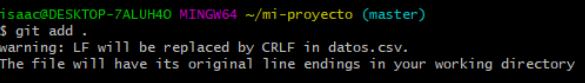 isaac@DESKTOP-7ALUH4O MINGW64 ~/mi-proyecto (master)
$ git add .
warning: LF will be replaced by CRLF in datos.csv.
The file will have its original line endings in your working directory